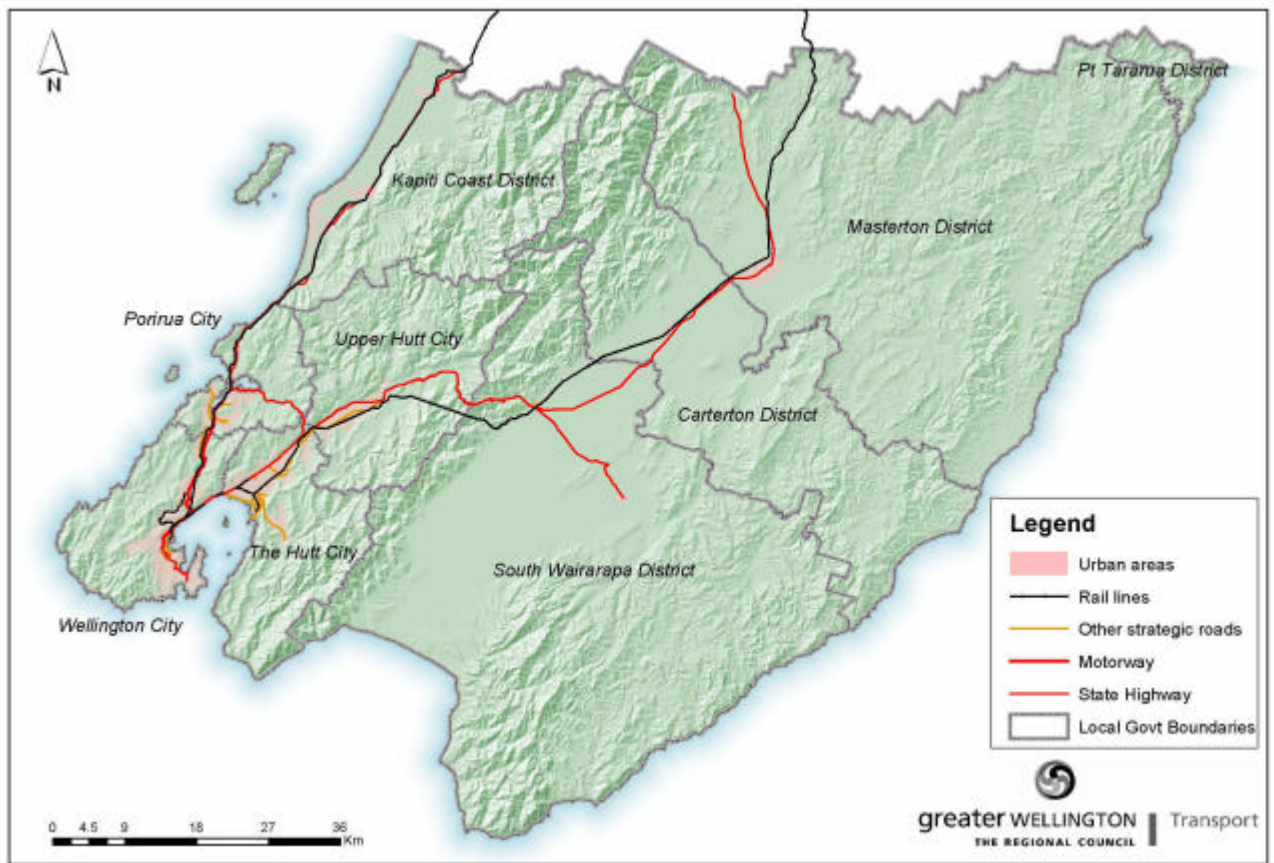 N
Pt Tararua District
Kapiti Coast District
Masterton District
Porirua City
Upper Hutt City
Carterton District
The Hutt City
South Wairarapa District
Wellington City
Legend
Urban areas
Rail lines
Other strategic roads
Motorway
State Highway
Local Govt Boundaries
0 4.5 9 18 27 36
Km
greater WELLINGTON
THE REGIONAL COUNCIL
Transport